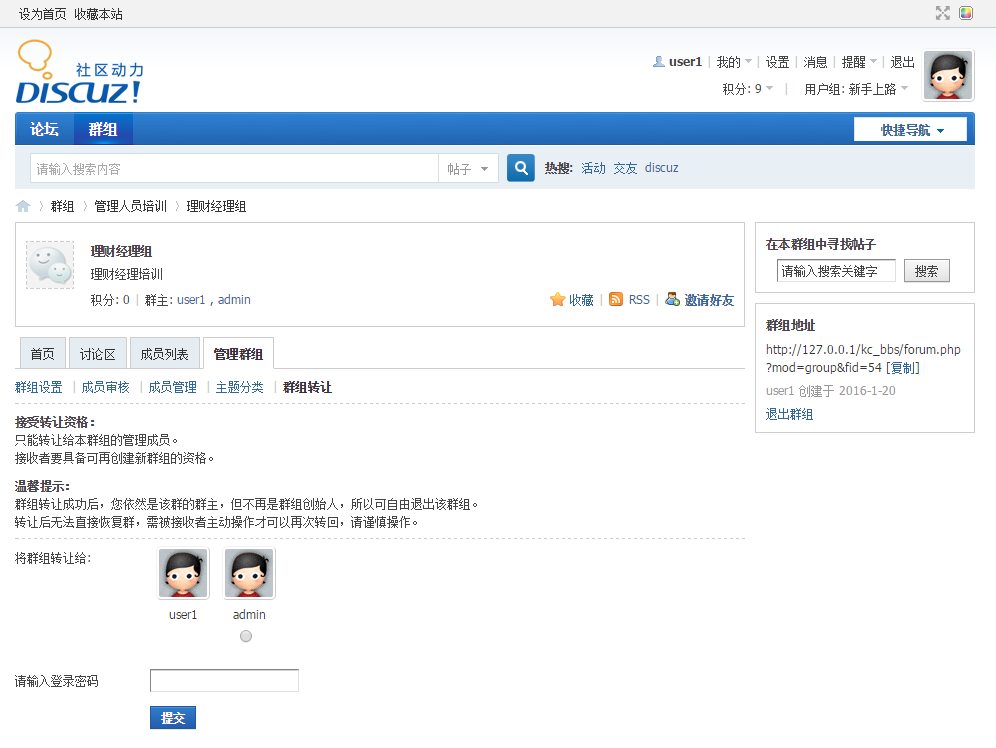 设为首页 收藏本站
社区动力
DISCUZ!
user1 | 我的 | 设置 | 消息 | 提醒 | 退出
积分: 9 | 用户组: 新手上路
论坛 群组 快捷导航
请输入搜索内容 帖子 热搜: 活动 交友 discuz
群组 管理人员培训 理财经理组
理财经理组
理财经理培训
积分: 0 | 群主: user1 , admin
收藏 | RSS | 邀请好友
在本群组中寻找帖子
请输入搜索关键字 搜索
群组地址
http://127.0.0.1/kc_bbs/forum.php
?mod=group&fid=54 [复制]
user1 创建于 2016-1-20
退出群组
首页 讨论区 成员列表 管理群组
群组设置 | 成员审核 | 成员管理 | 主题分类 | 群组转让
接受转让资格:
只能转让给本群组的管理成员。
接收者要具备可再创建新群组的资格。
温馨提示:
群组转让成功后，您依然是该群的群主，但不再是群组创始人，所以可自由退出该群组。
转让后无法直接恢复群，需被接收者主动操作才可以再次转回，请谨慎操作。
将群组转让给:
user1 admin
请输入登录密码
提交